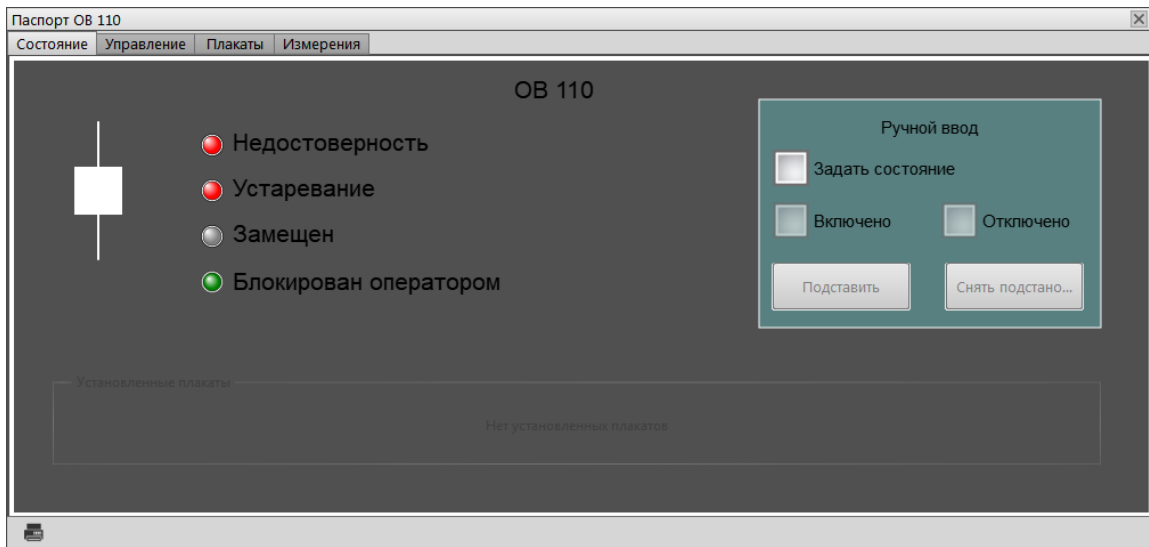 Паспорт ОВ 110
Состояние Управление Плакаты Измерения
ОВ 110
Недостоверность
Устаревание
Замещен
Блокирован оператором
Ручной ввод
Задать состояние
Включено Отключено
Подставить Снять подстано...
Установленные плакаты
Нет установленных плакатов